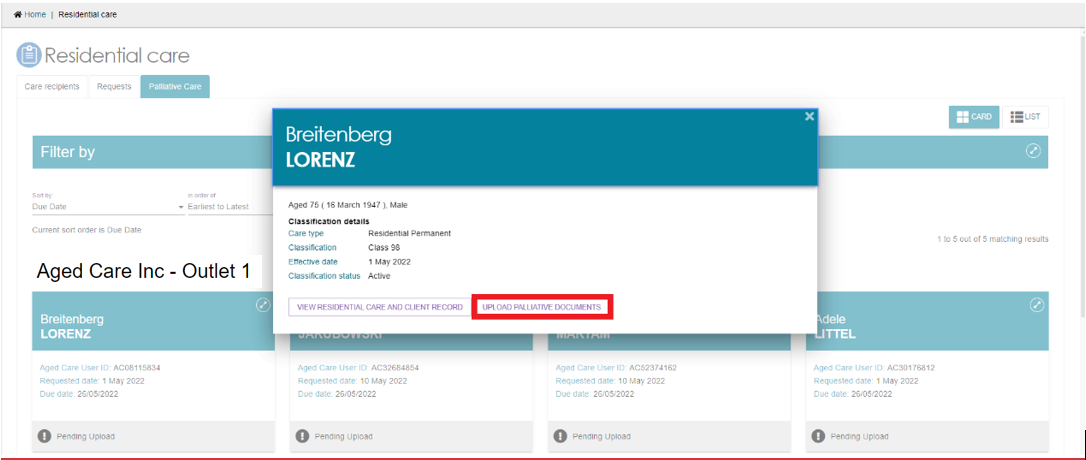 Home | Residential care
Residential care
Care recipients Requests Palliative Care
CARD LIST
Filter by
Sort by: In order of
Due Date Earliest to Latest
Current sort order is Due Date
1 to 5 out of 5 matching results
Aged Care Inc - Outlet 1
Breitenberg
LORENZ
Aged 75 ( 16 March 1947 ), Male
Classification details
Care type Residential Permanent
Classification Class 98
Effective date 1 May 2022
Classification status Active
VIEW RESIDENTIAL CARE AND CLIENT RECORD UPLOAD PALLIATIVE DOCUMENTS
Breitenberg
LORENZ
Aged Care User ID: AC08115834
Requested date: 1 May 2022
Due date: 26/05/2022
Pending Upload
JAKUBOWSKI
Aged Care User ID: AC32684854
Requested date: 10 May 2022
Due date: 26/05/2022
Pending Upload
MARYAM
Aged Care User ID: AC52374162
Requested date: 10 May 2022
Due date: 26/05/2022
Pending Upload
Adele
LITTEL
Aged Care User ID: AC30176812
Requested date: 1 May 2022
Due date: 26/05/2022
Pending Upload